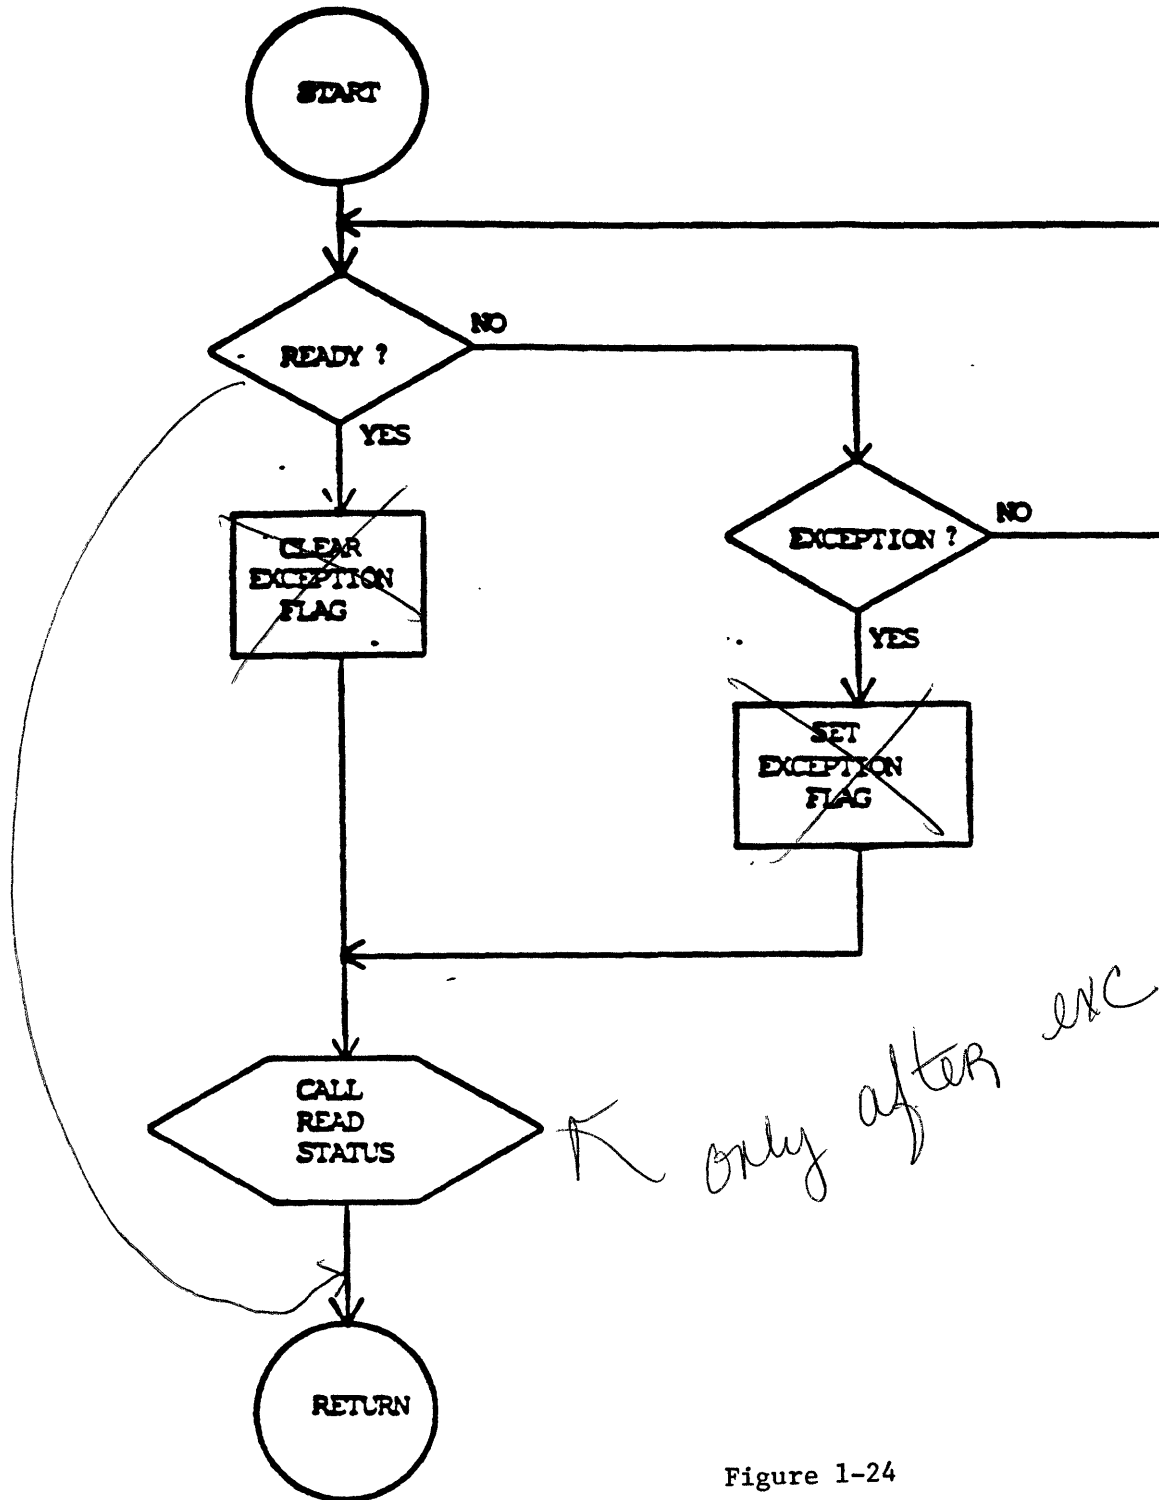 START
READY ?
NO
YES
CLEAR
EXCEPTION
FLAG
EXCEPTION ?
NO
YES
SET
EXCEPTION
FLAG
CALL
READ
STATUS
only after exc
RETURN
Figure 1-24